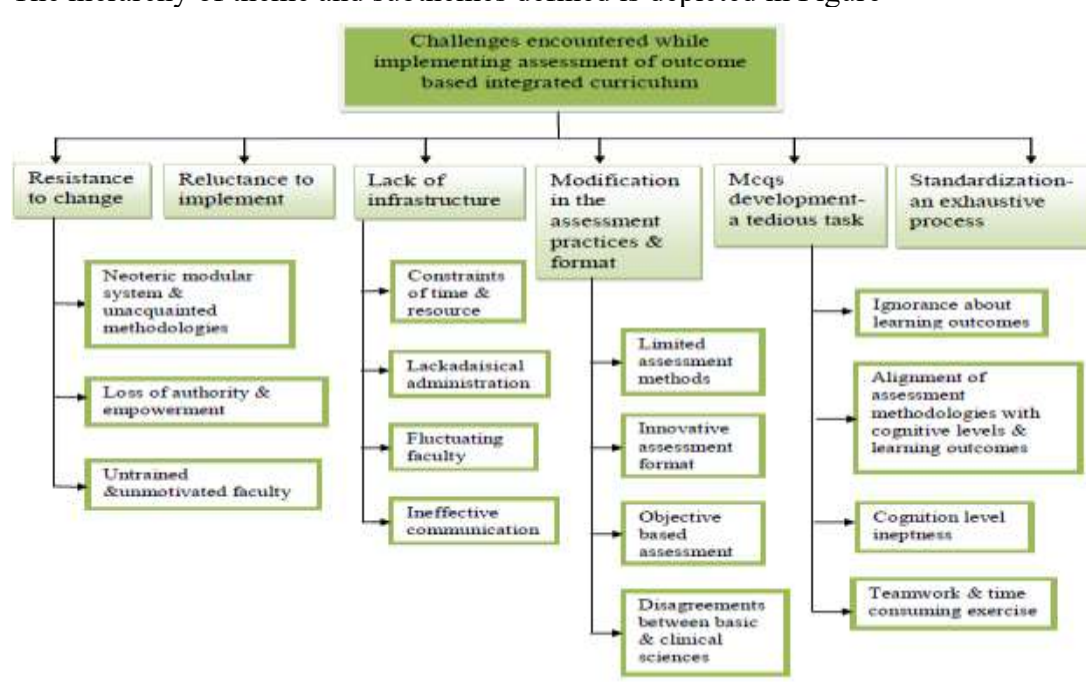 The hierarchy of theme and subthemes defined is depicted in Figure
Challenges encountered while
implementing assessment of outcome
based integrated curriculum
Resistance
to change
Reluctance to
implement
Lack of
infrastructure
Modification
in the
assessment
practices &
format
Mcqs
development-
a tedious task
Standardization-
an exhaustive
process
Neoteric modular
system &
unacquainted
methodologies
Loss of authority &
empowerment
Untrained
&unmotivated faculty
Constraints
of time &
resource
Lackadaisical
administration
Fluctuating
faculty
Ineffective
communication
Limited
assessment
methods
Innovative
assessment
format
Objective
based
assessment
Disagreements
between basic
& clinical
sciences
Ignorance about
learning outcomes
Alignment of
assessment
methodologies with
cognitive levels &
learning outcomes
Cognition level
ineptness
Teamwork & time
consuming exercise